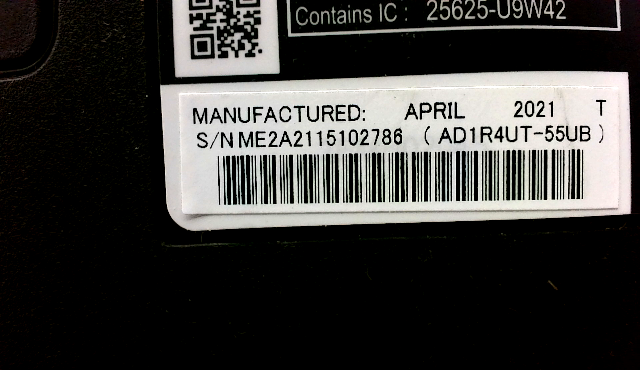 Contains IC : 25625-U9W42
MANUFACTURED: APRIL 2021 T
S/N ME2A2115102786 ( AD1R4UT-55UB )